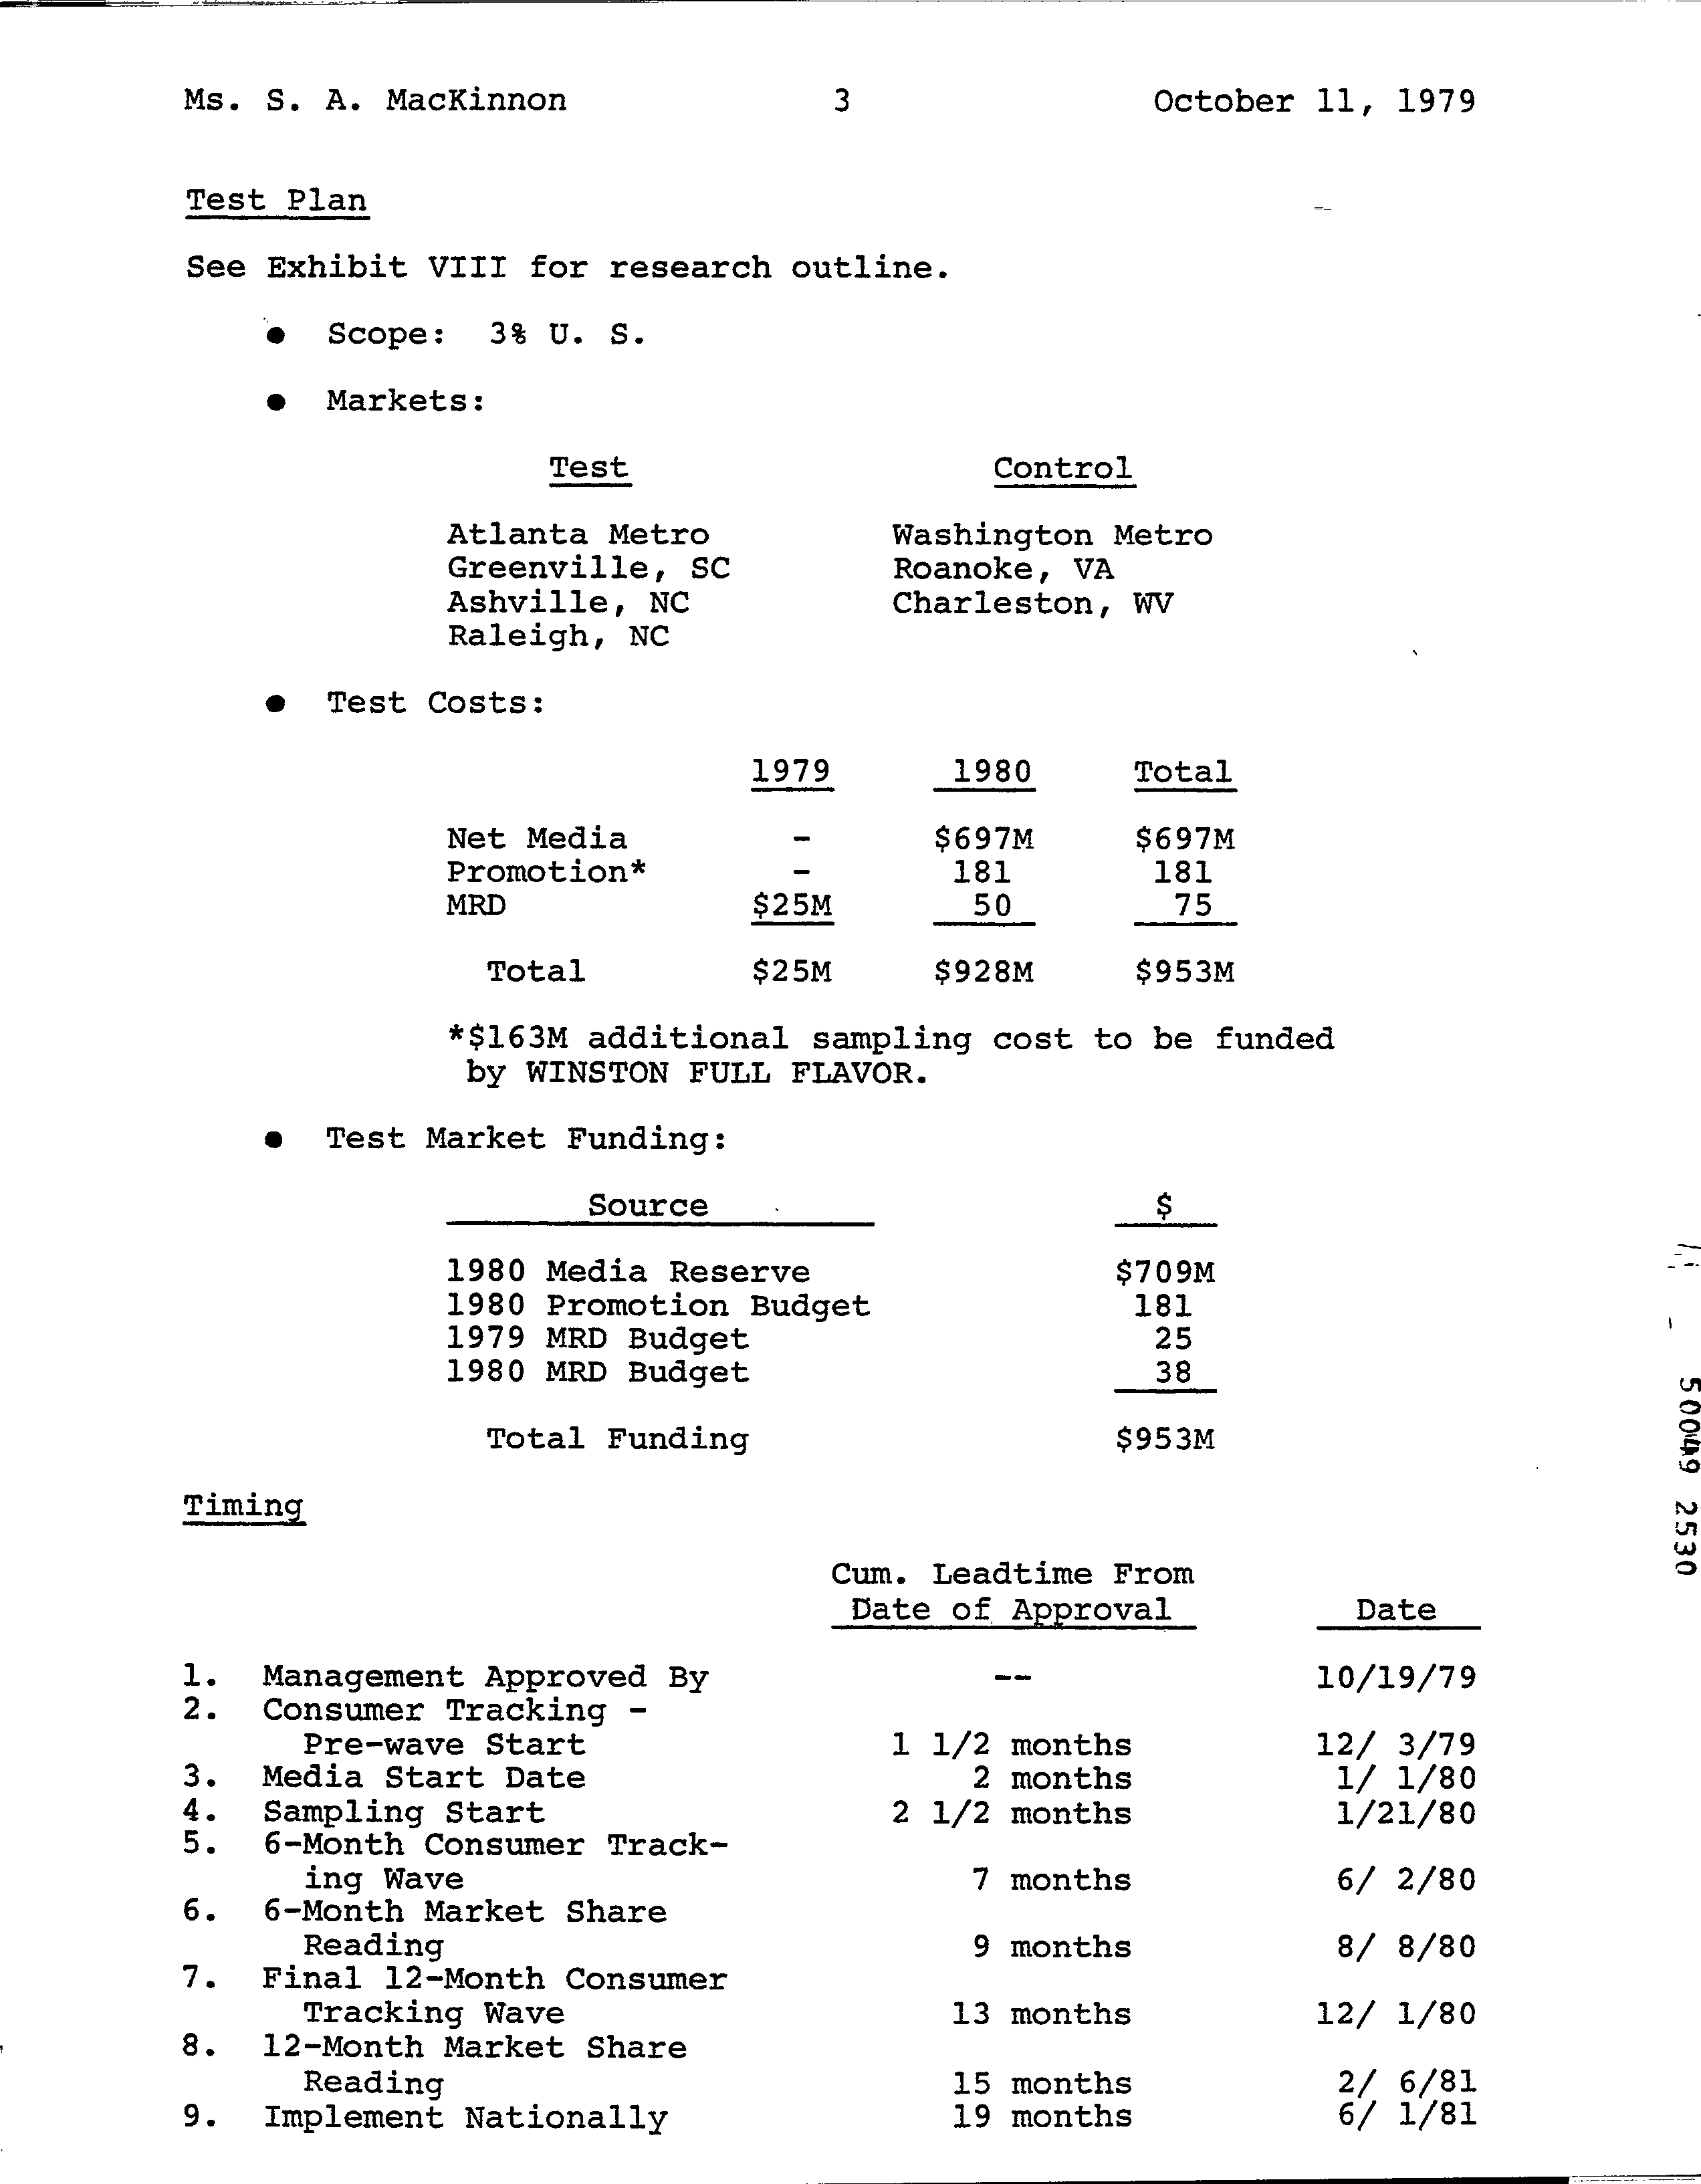 Ms. S. A. MacKinnon 3 October 11, 1979
Test Plan
See Exhibit VIII for research outline.
● Scope: 3% U. S.
● Markets:
Test Control
Atlanta Metro Washington Metro
Greenville, SC Roanoke, VA
Ashville, NC Charleston, WV
Raleigh, NC
● Test Costs:
1979 1980 Total
Net Media - $697M $697M
Promotion* - 181 181
MRD $25M 50 75
Total $25M $928M $953M
*$163M additional sampling cost to be funded
by WINSTON FULL FLAVOR.
● Test Market Funding:
Source $
1980 Media Reserve $709M
1980 Promotion Budget 181
1979 MRD Budget 25
1980 MRD Budget 38
Total Funding $953M
Timing
Cum. Leadtime From
Date of Approval Date
1. Management Approved By -- 10/19/79
2. Consumer Tracking -
Pre-wave Start 1 1/2 months 12/ 3/79
3. Media Start Date 2 months 1/ 1/80
4. Sampling Start 2 1/2 months 1/21/80
5. 6-Month Consumer Track-
ing Wave 7 months 6/ 2/80
6. 6-Month Market Share
Reading 9 months 8/ 8/80
7. Final 12-Month Consumer
Tracking Wave 13 months 12/ 1/80
8. 12-Month Market Share
Reading 15 months 2/ 6/81
9. Implement Nationally 19 months 6/ 1/81
50049 2530